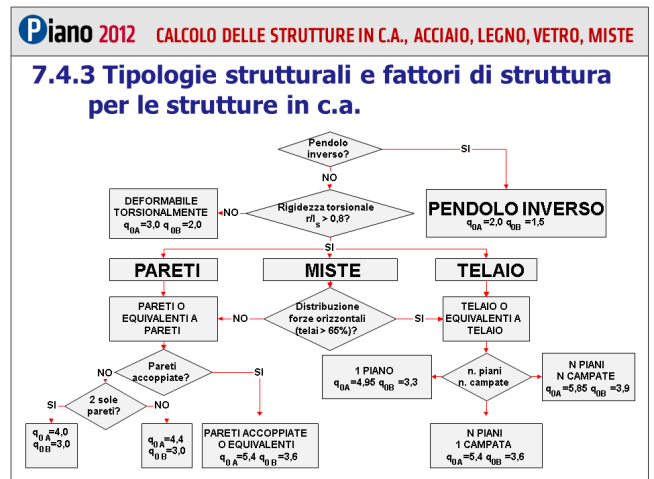 Piano 2012 CALCOLO DELLE STRUTTURE IN C.A., ACCIAIO, LEGNO, VETRO, MISTE
7.4.3 Tipologie strutturali e fattori di struttura
per le strutture in c.a.
Pendolo
inverso?
SI
NO
DEFORMABILE
TORSIONALMENTE
q0A=3,0 q0B=2,0
NO
Rigidezza torsionale
r/ls > 0,8?
PENDOLO INVERSO
q0A=2,0 q0B=1,5
SI
PARETI
MISTE
TELAIO
PARETI O
EQUIVALENTI A
PARETI
NO
Distribuzione
forze orizzontali
(telai > 65%)?
SI
TELAIO O
EQUIVALENTI A
TELAIO
NO
Pareti
accoppiate?
SI
1 PIANO
q0A=4,95 q0B=3,3
n. piani
n. campate
N PIANI
N CAMPATE
q0A=5,85 q0B=3,9
SI
2 sole
pareti?
NO
q0A=4,0
q0B=3,0
q0A=4,4
q0B=3,0
PARETI ACCOPPIATE
O EQUIVALENTI
q0A=5,4 q0B=3,6
N PIANI
1 CAMPATA
q0A=5,4 q0B=3,6